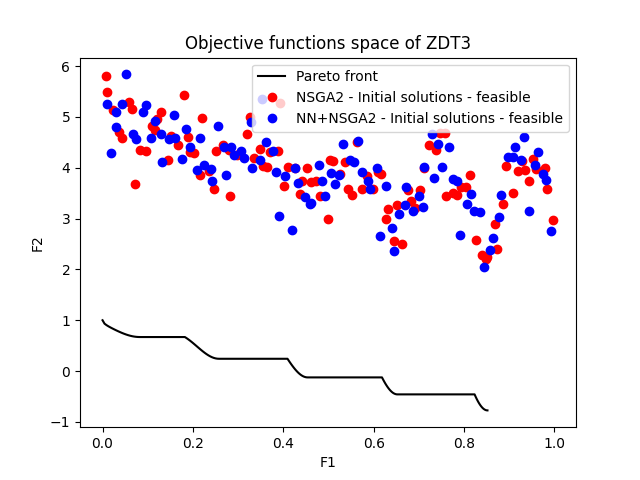 Objective functions space of ZDT3
Pareto front
NSGA2 - Initial solutions - feasible
NN+NSGA2 - Initial solutions - feasible
F2
6
5
4
3
2
1
0
−1
0.0 0.2 0.4 0.6 0.8 1.0
F1